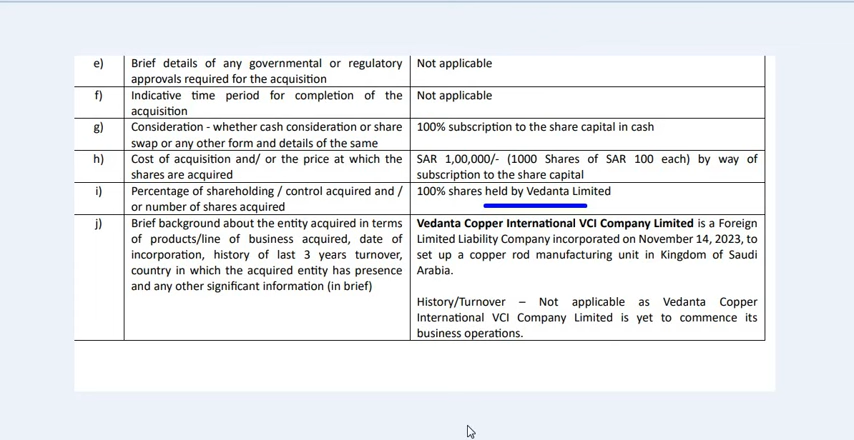 e) Brief details of any governmental or regulatory Not applicable
approvals required for the acquisition
f) Indicative time period for completion of the Not applicable
acquisition
g) Consideration - whether cash consideration or share 100% subscription to the share capital in cash
swap or any other form and details of the same
h) Cost of acquisition and/ or the price at which the SAR 1,00,000/- (1000 Shares of SAR 100 each) by way of
shares are acquired subscription to the share capital
i) Percentage of shareholding / control acquired and / 100% shares held by Vedanta Limited
or number of shares acquired
j) Brief background about the entity acquired in terms Vedanta Copper International VCI Company Limited is a Foreign
of products/line of business acquired, date of Limited Liability Company incorporated on November 14, 2023, to
incorporation, history of last 3 years turnover, set up a copper rod manufacturing unit in Kingdom of Saudi
country in which the acquired entity has presence Arabia.
and any other significant information (in brief)
History/Turnover – Not applicable as Vedanta Copper
International VCI Company Limited is yet to commence its
business operations.